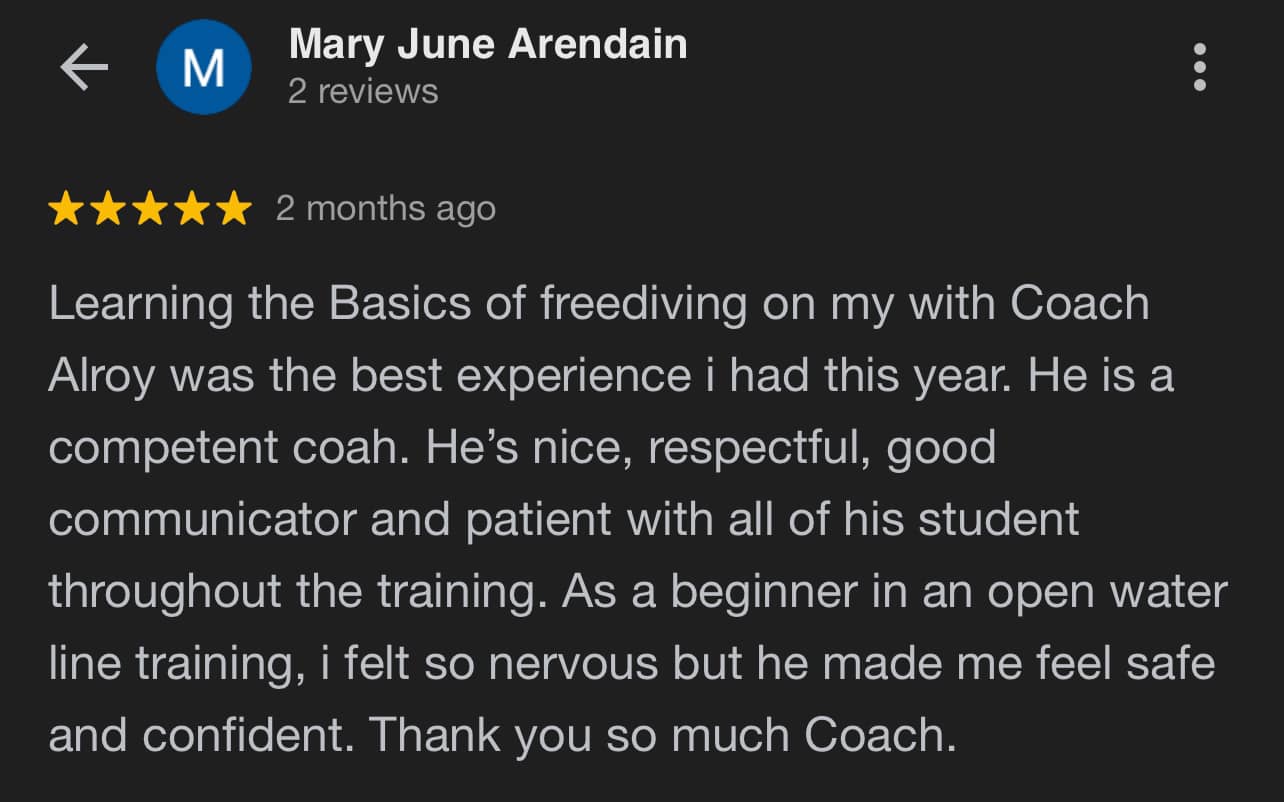 M
Mary June Arendain
2 reviews
★★★★★ 2 months ago
Learning the Basics of freediving on my with Coach
Alroy was the best experience i had this year. He is a
competent coah. He’s nice, respectful, good
communicator and patient with all of his student
throughout the training. As a beginner in an open water
line training, i felt so nervous but he made me feel safe
and confident. Thank you so much Coach.